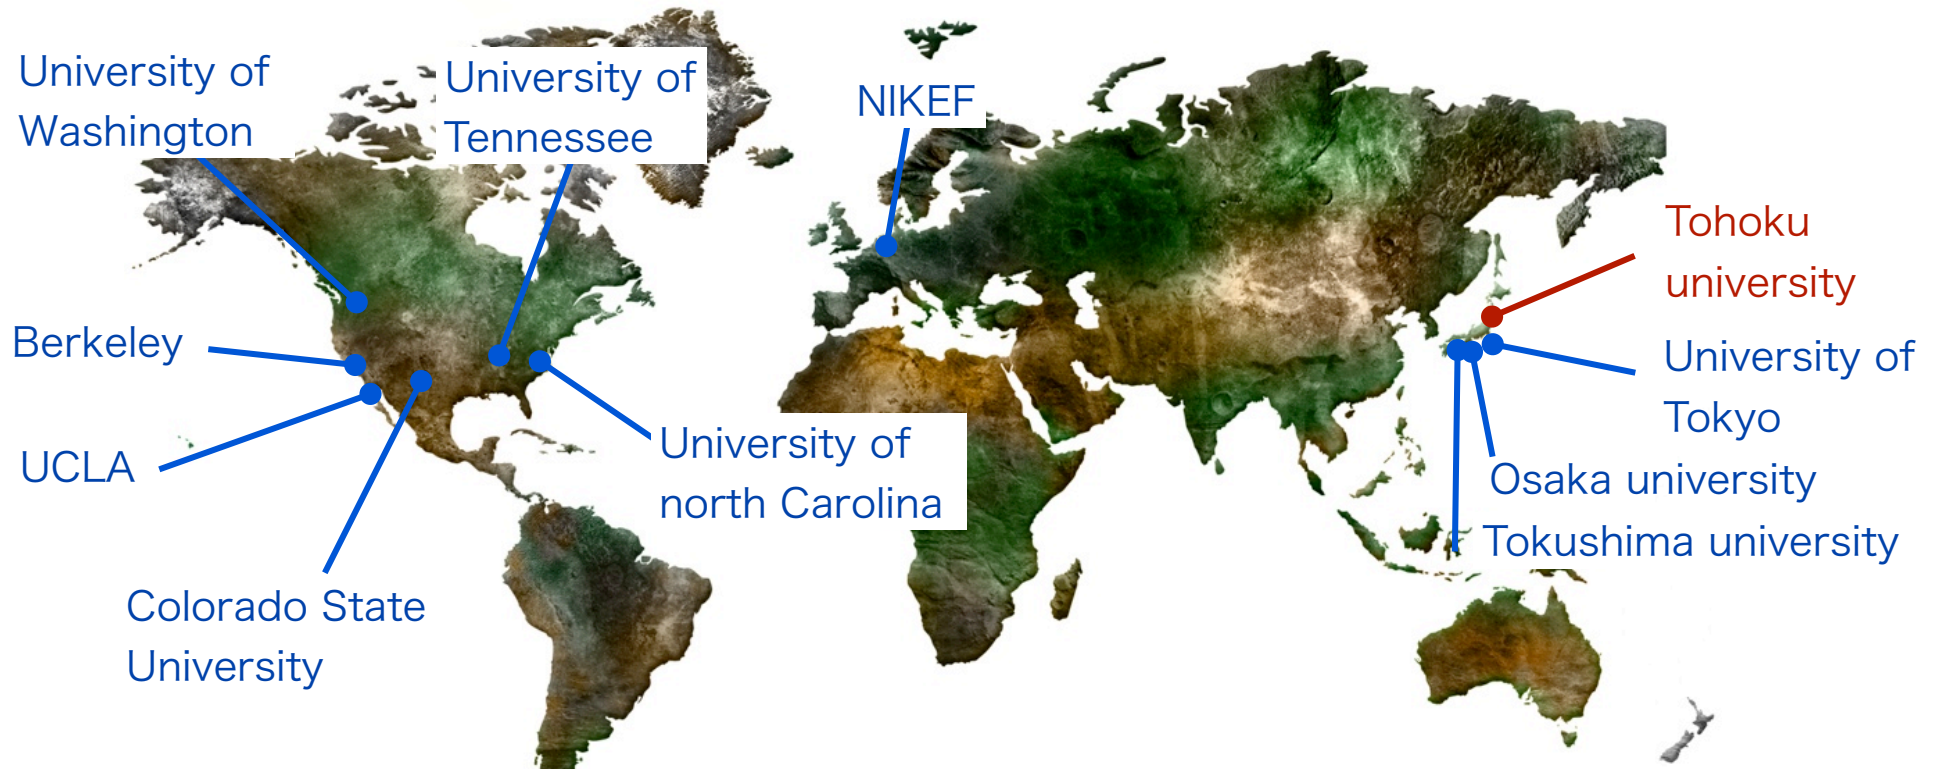 University of
Washington
University of
Tennessee
NIKEF
Tohoku
university
Berkeley
University of
Tokyo
UCLA
University of
north Carolina
Osaka university
Tokushima university
Colorado State
University